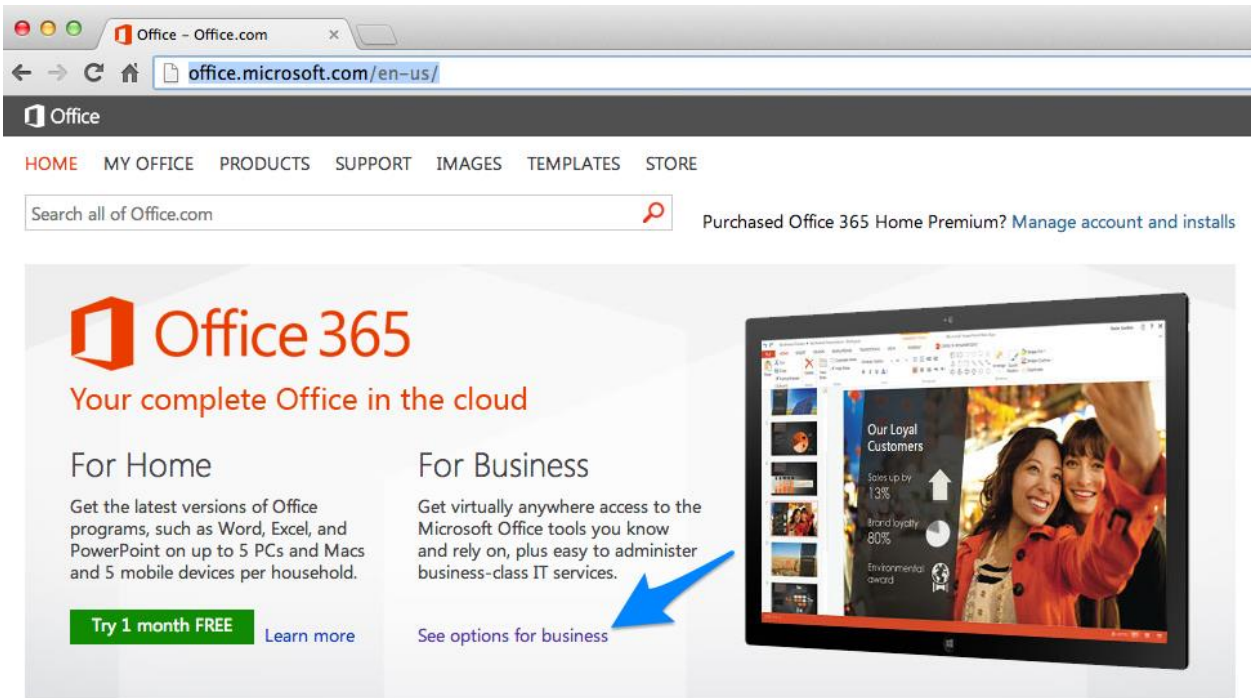 Office – Office.com
office.microsoft.com/en-us/
Office
HOME MY OFFICE PRODUCTS SUPPORT IMAGES TEMPLATES STORE
Search all of Office.com
Purchased Office 365 Home Premium? Manage account and installs
Office 365
Your complete Office in the cloud
For Home
Get the latest versions of Office
programs, such as Word, Excel, and
PowerPoint on up to 5 PCs and Macs
and 5 mobile devices per household.
Try 1 month FREE Learn more
For Business
Get virtually anywhere access to the
Microsoft Office tools you know
and rely on, plus easy to administer
business-class IT services.
See options for business
Our Loyal
Customers
Sales up by
13%
Brand loyalty
80%
Environmental
award